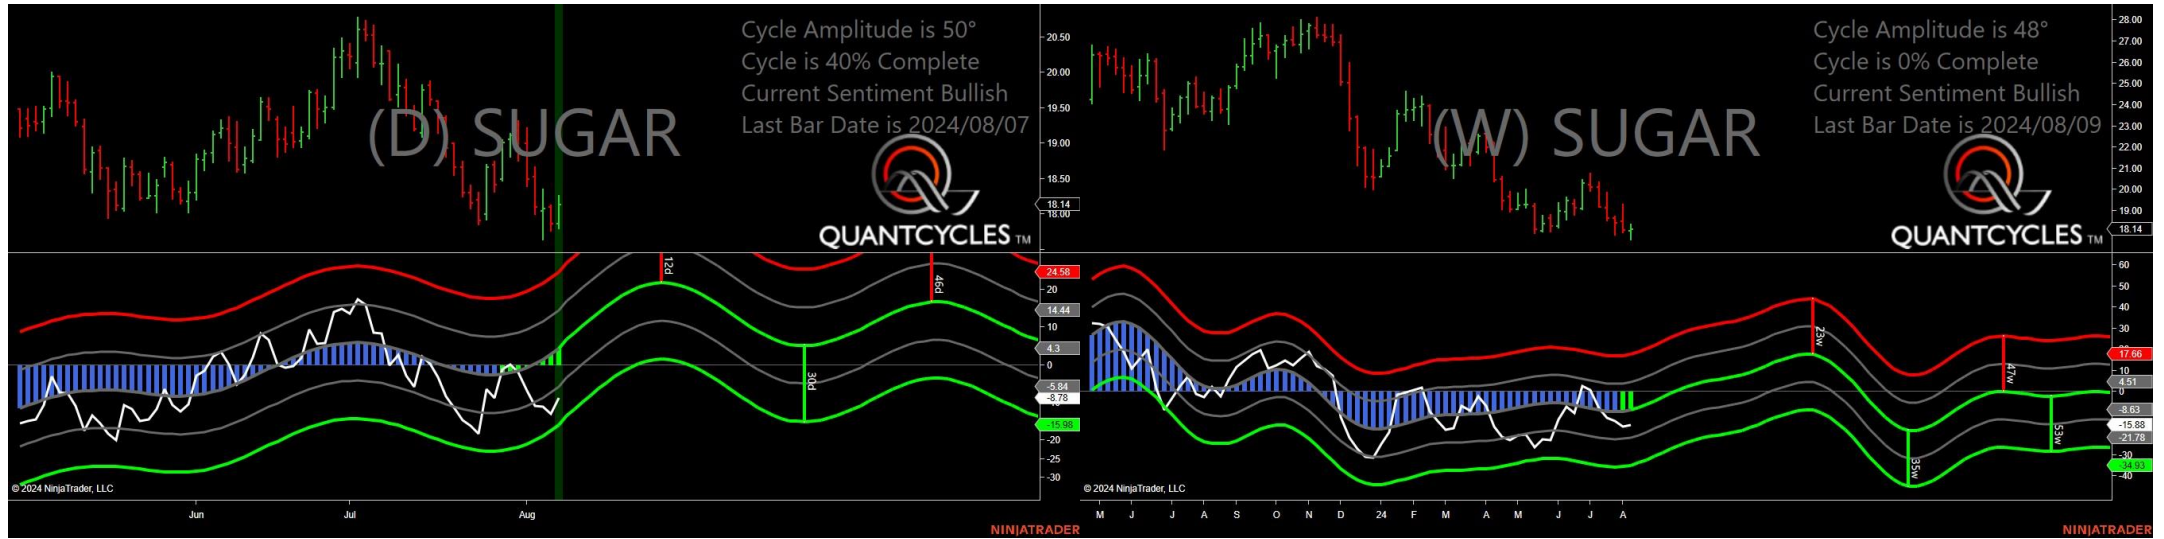 Cycle Amplitude is 50°
Cycle is 40% Complete
Current Sentiment Bullish
Last Bar Date is 2024/08/07
(D) SUGAR
QUANTCYCLES TM
20.50
20.00
19.50
19.00
18.50
18.14
18.00
12d
46d
30d
24.58
20
14.44
10
4.3
0
-5.84
-8.78
-15.98
-20
-25
-30
© 2024 NinjaTrader, LLC
Jun
Jul
Aug
NINJATRADER
Cycle Amplitude is 48°
Cycle is 0% Complete
Current Sentiment Bullish
Last Bar Date is 2024/08/09
(W) SUGAR
QUANTCYCLES TM
28.00
27.00
26.00
25.00
24.00
23.00
22.00
21.00
20.00
19.00
18.14
23w
47w
35w
53w
60
50
40
30
17.66
10
4.51
0
-8.63
-15.88
-21.78
-30
-34.93
-40
© 2024 NinjaTrader, LLC
M J J A S O N D 24 F M A M J J A
NINJATRADER